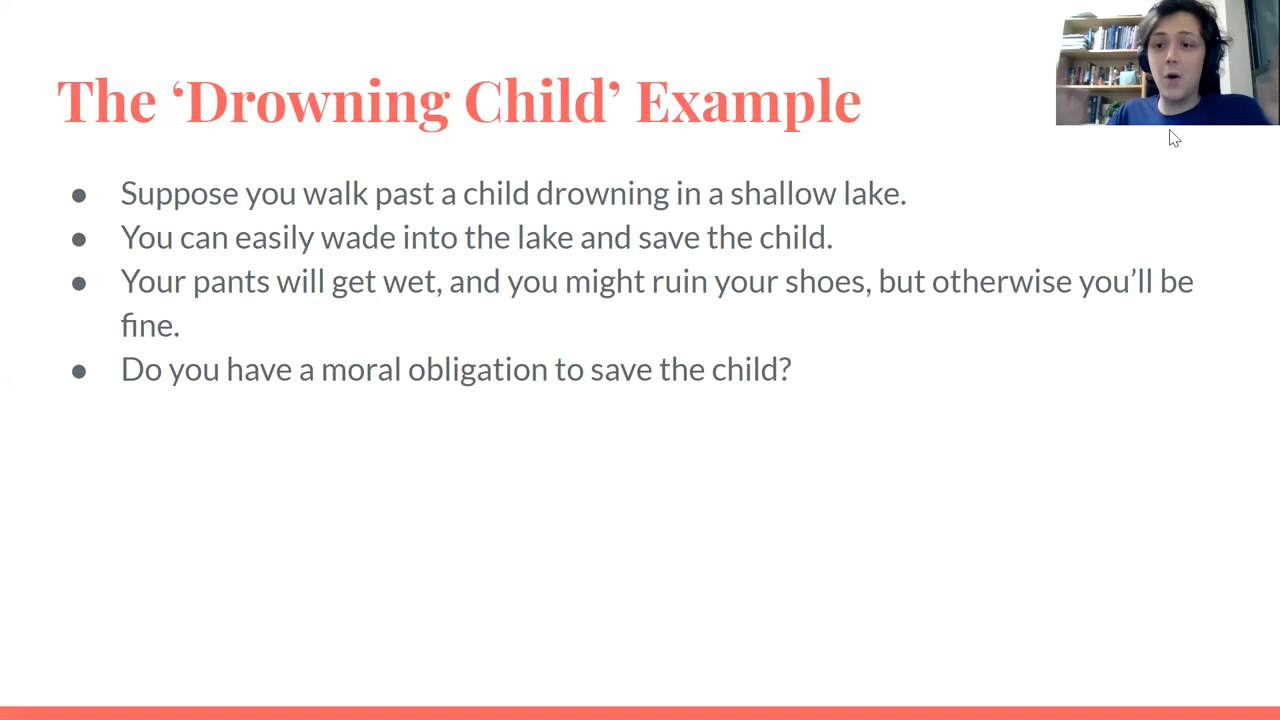 The ‘Drowning Child’ Example
● Suppose you walk past a child drowning in a shallow lake.
● You can easily wade into the lake and save the child.
● Your pants will get wet, and you might ruin your shoes, but otherwise you’ll be
fine.
● Do you have a moral obligation to save the child?